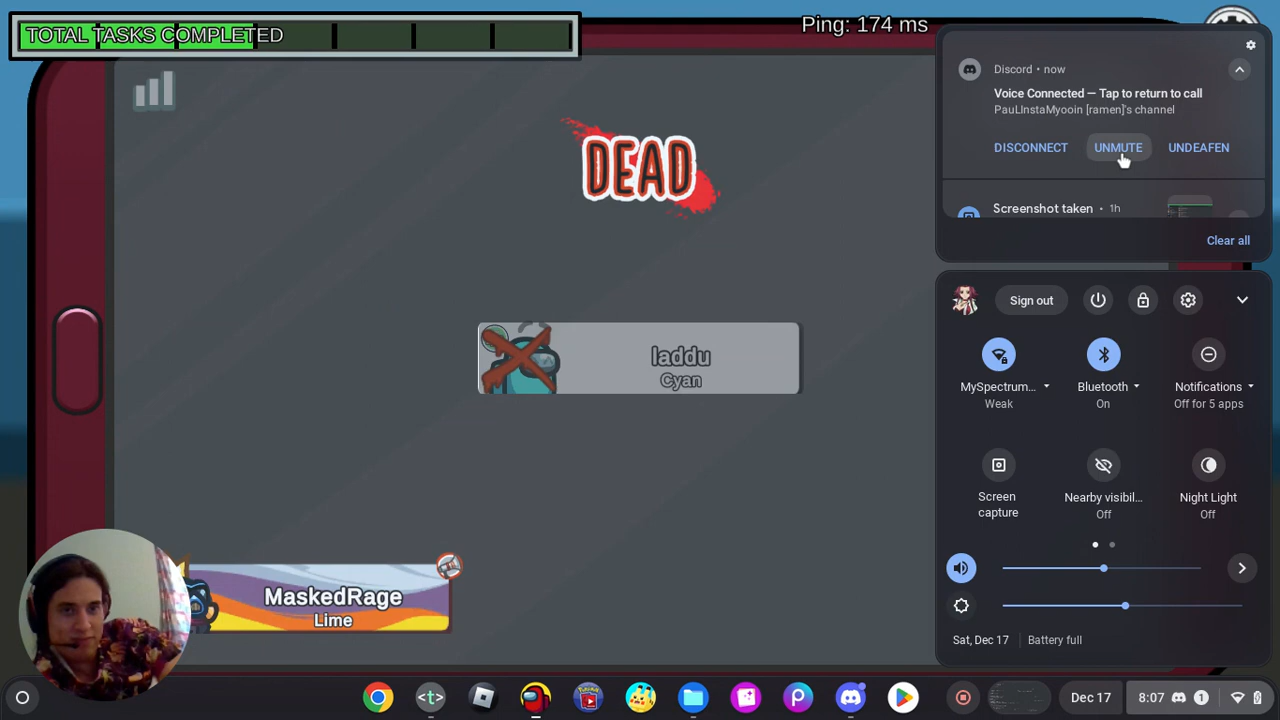 TOTAL TASKS COMPLETED
Ping: 174 ms
DEAD
laddu
Cyan
MaskedRage
Lime
Discord • now
Voice Connected — Tap to return to call
PaulInstaMyooin [ramen]'s channel
DISCONNECT UNMUTE UNDEAFEN
Screenshot taken • 1h
Clear all
Sign out
MySpectrum... Bluetooth Notifications
Weak On Off for 5 apps
Screen capture
Nearby visibil...
Off
Night Light
Off
Sat, Dec 17 Battery full
<t>
Dec 17 8:07 1